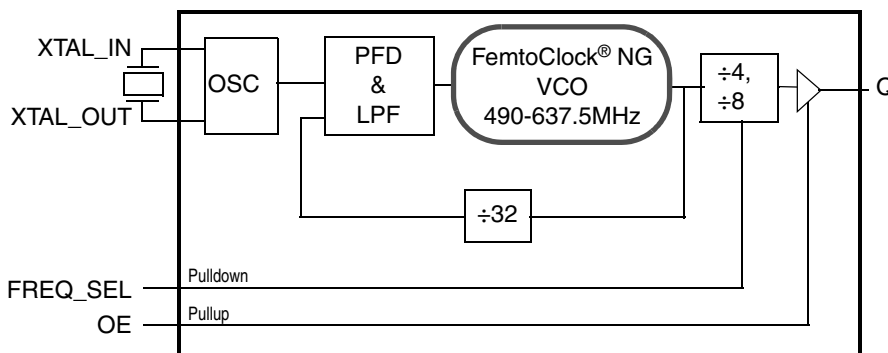 XTAL_IN
XTAL_OUT
OSC
PFD
&
LPF
FemtoClock® NG
VCO
490-637.5MHz
÷4,
÷8
Q
÷32
FREQ_SEL
Pulldown
OE
Pullup